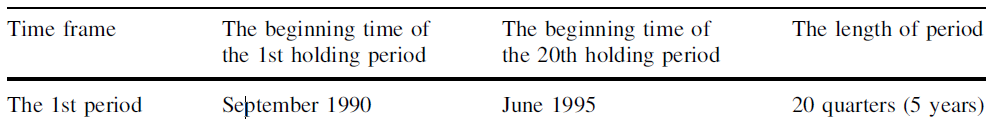 Time frame The beginning time of The beginning time of The length of period
the 1st holding period the 20th holding period
The 1st period September 1990 June 1995 20 quarters (5 years)